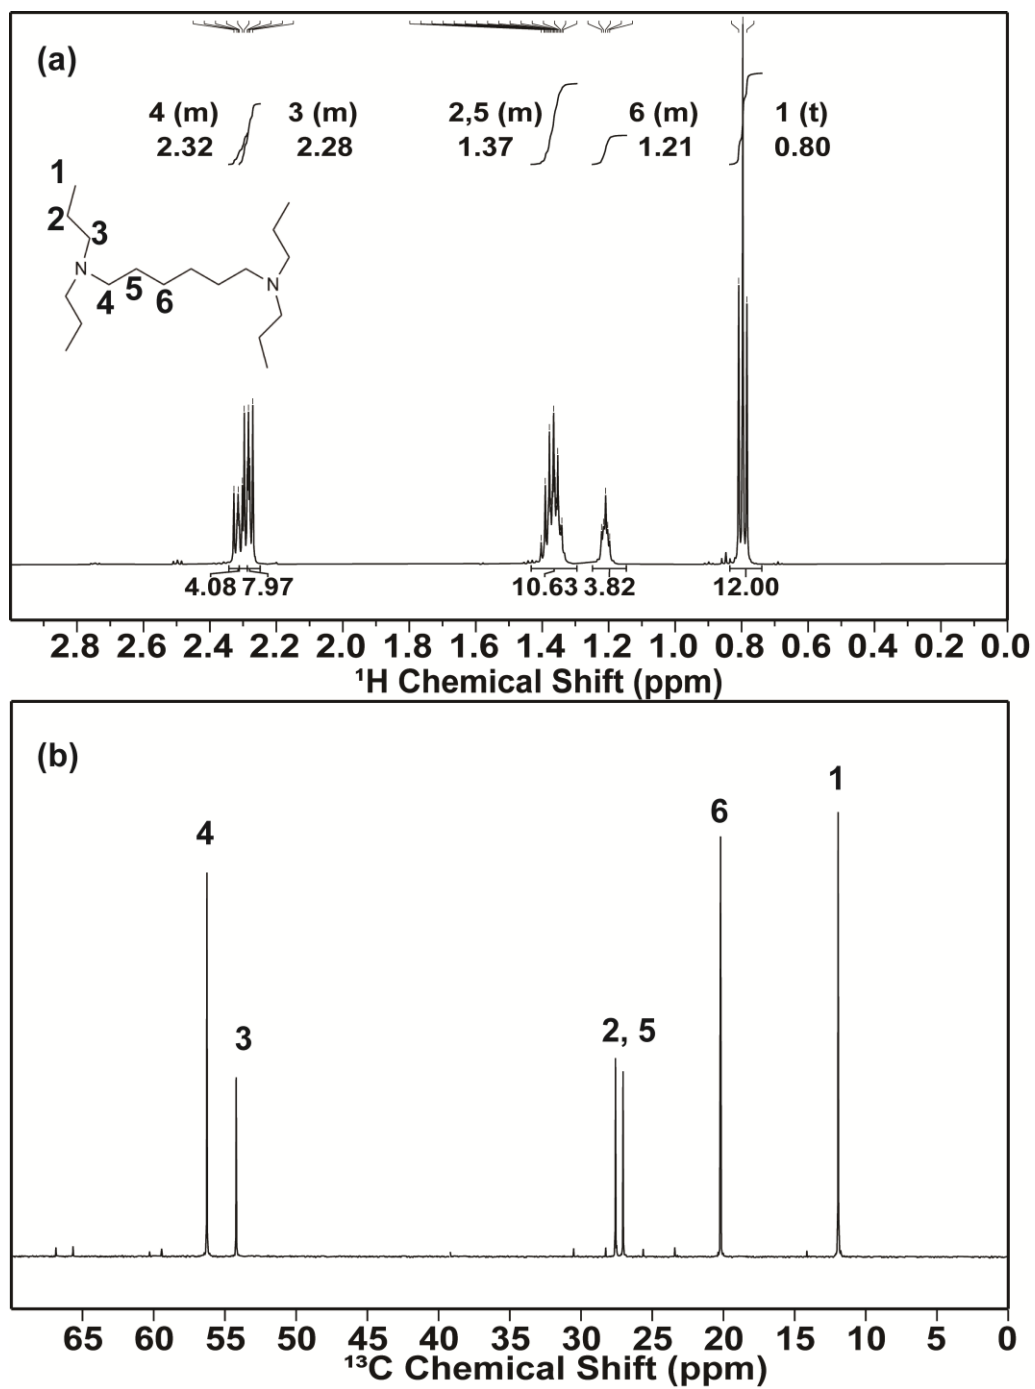 (a)
4 (m) 3 (m) 2,5 (m) 6 (m) 1 (t)
2.32 2.28 1.37 1.21 0.80
1
2
3
N
4
5
6
N
4.08 7.97 10.63 3.82 12.00
2.8 2.6 2.4 2.2 2.0 1.8 1.6 1.4 1.2 1.0 0.8 0.6 0.4 0.2 0.0
¹H Chemical Shift (ppm)
(b)
4
3
2, 5
6
1
65 60 55 50 45 40 35 30 25 20 15 10 5 0
¹³C Chemical Shift (ppm)